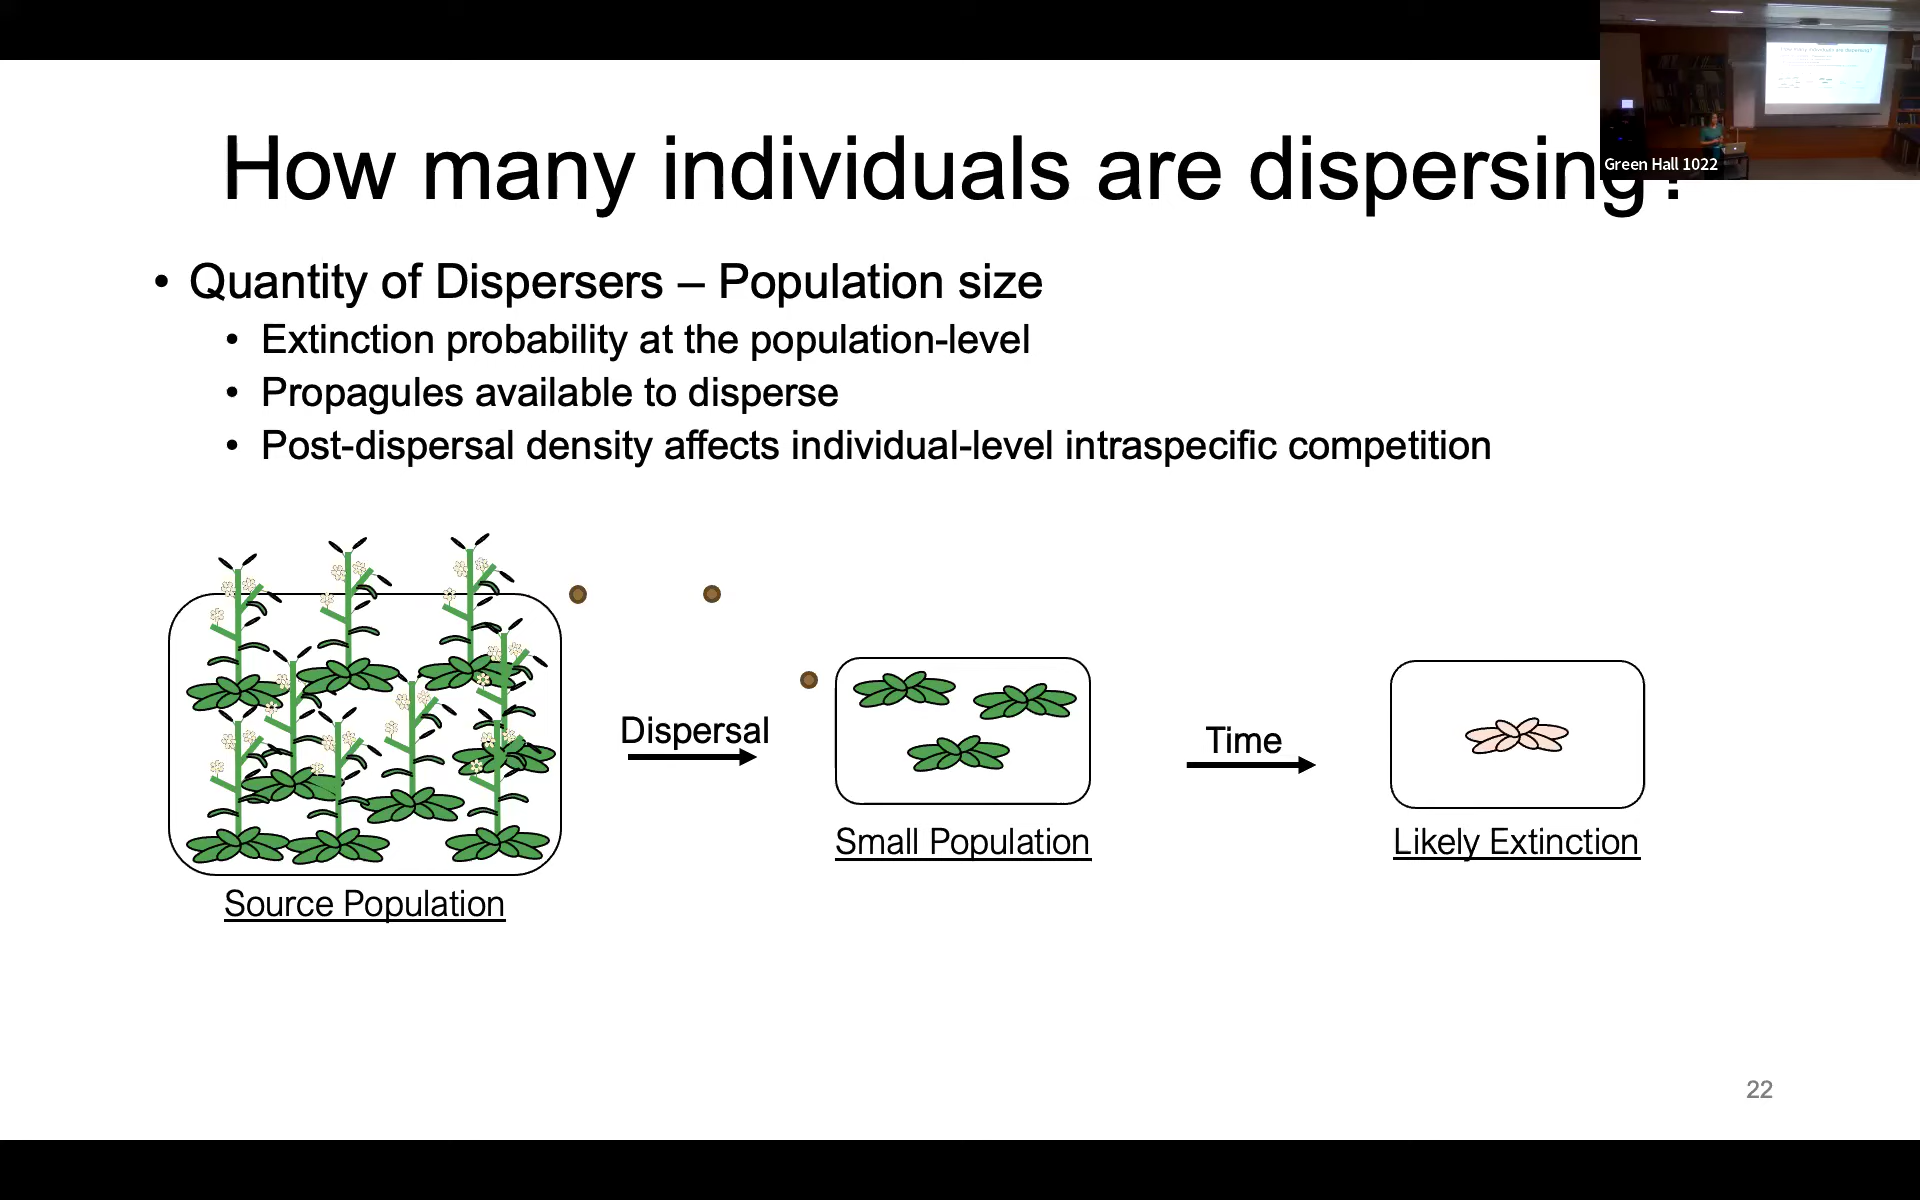 How many individuals are dispersing?
Green Hall 1022
• Quantity of Dispersers – Population size
• Extinction probability at the population-level
• Propagules available to disperse
• Post-dispersal density affects individual-level intraspecific competition
Dispersal
Time
Small Population
Likely Extinction
Source Population
22